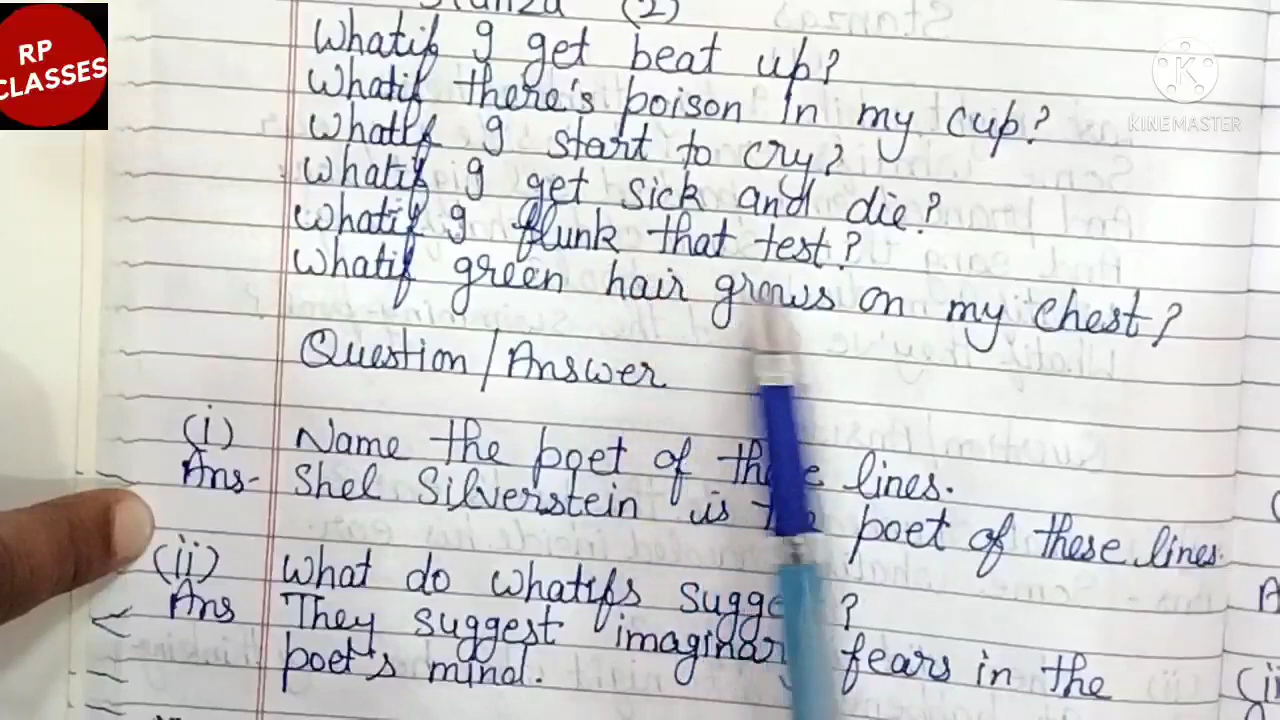 RP
CLASSES
Stanza (2)
KINEMASTER
Whatif I get beat up?
Whatif there's poison in my cup?
Whatif I start to cry?
Whatif I get sick and die?
Whatif I flunk that test?
Whatif green hair grows on my chest?
Question/Answer
(i) Name the poet of these lines.
Ans- Shel Silverstein is the poet of these lines.
(ii) What do whatifs suggest?
Ans They suggest imaginary fears in the
poet's mind.